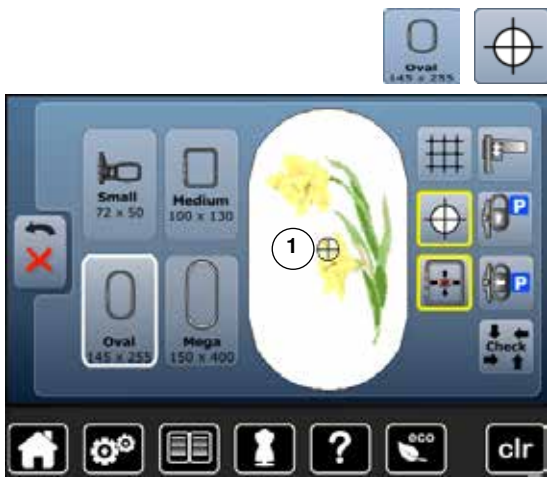 Oval
145 x 255
Small
72 x 50
Medium
100 x 130
1
P
Oval
145 x 255
Mega
150 x 400
P
Check
?
eco
clr